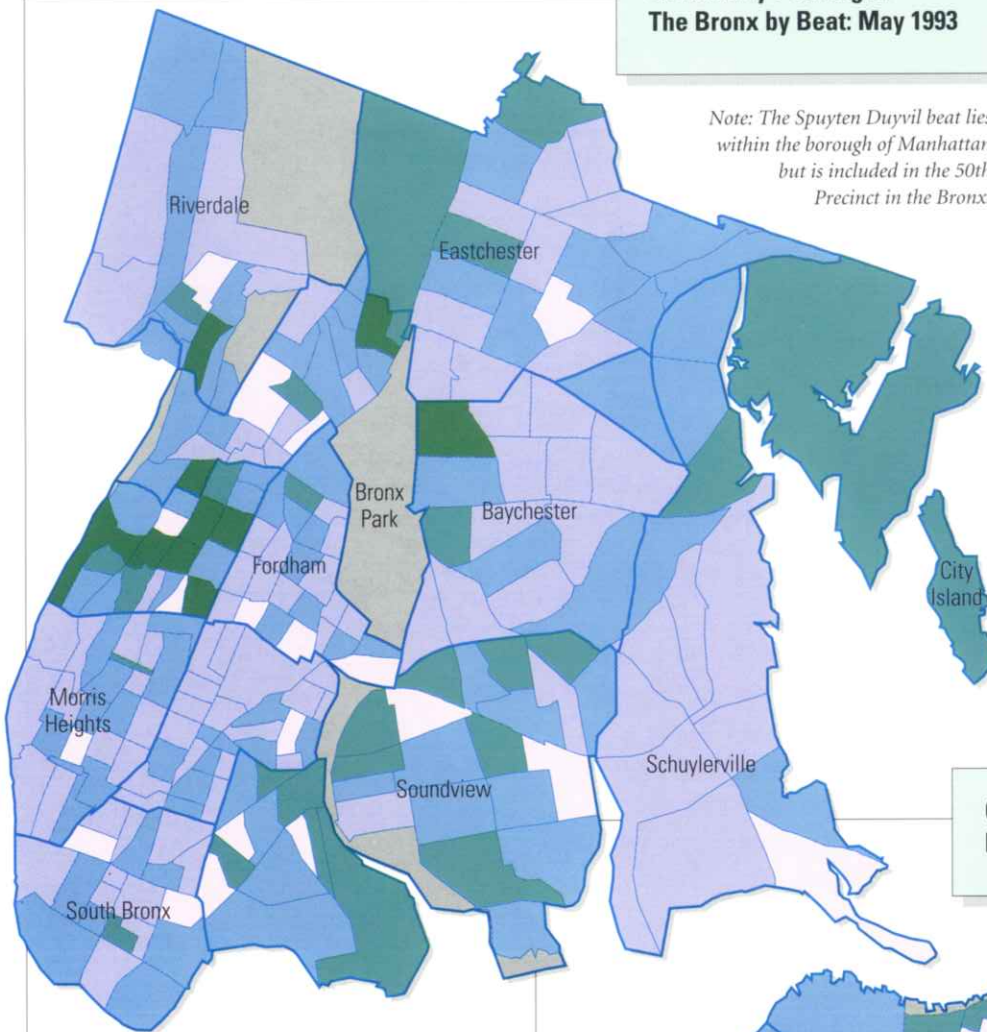 The Bronx by Beat: May 1993
Note: The Spuyten Duyvil beat lies
within the borough of Manhattan
but is included in the 50th
Precinct in the Bronx
Riverdale
Eastchester
Bronx
Park
Baychester
Fordham
City
Island
Morris
Heights
Schuylerville
Soundview
South Bronx